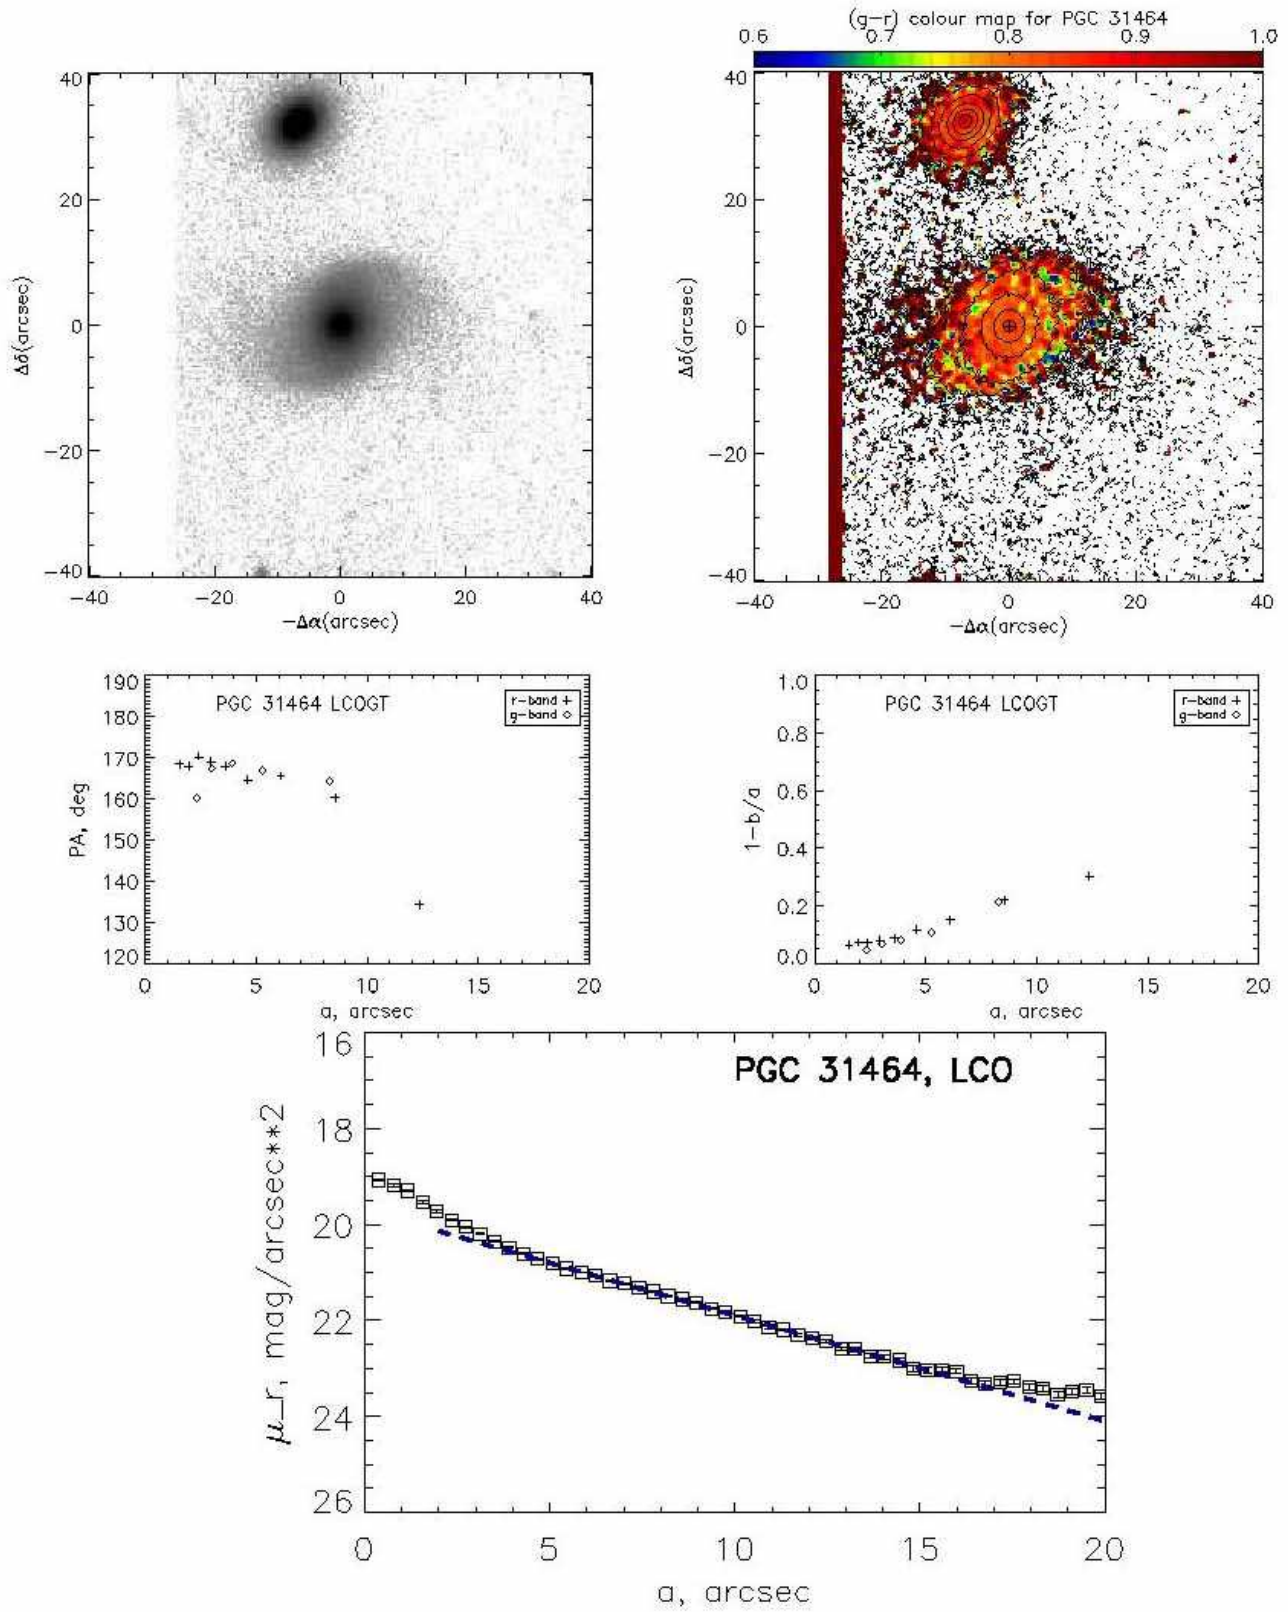 (g-r) colour map for PGC 31464
0.6 0.7 0.8 0.9 1.0
40
20
0
-20
-40
Δδ(arcsec)
-40 -20 0 20 40
-Δα(arcsec)
40
20
0
-20
-40
Δδ(arcsec)
-40 -20 0 20 40
-Δα(arcsec)
PGC 31464 LCOGT
r-band +
g-band ◇
190
180
170
160
150
140
130
120
PA, deg
0 5 10 15 20
a, arcsec
PGC 31464 LCOGT
r-band +
g-band ◇
1.0
0.8
0.6
0.4
0.2
0.0
1-b/a
0 5 10 15 20
a, arcsec
PGC 31464, LCO
16
18
20
22
24
26
μ_r, mag/arcsec**2
0 5 10 15 20
a, arcsec